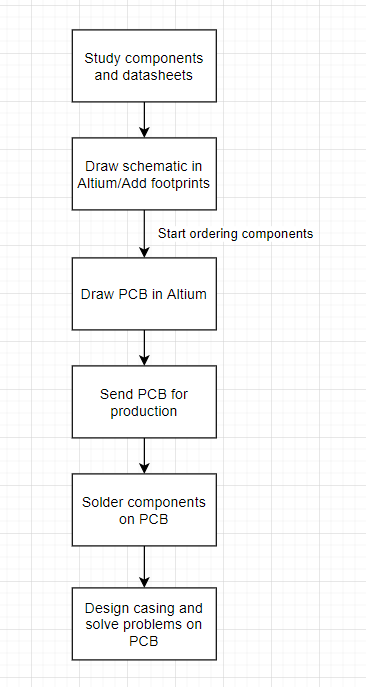 Study components
and datasheets
Draw schematic in
Altium/Add footprints
Start ordering components
Draw PCB in Altium
Send PCB for
production
Solder components
on PCB
Design casing and
solve problems on
PCB